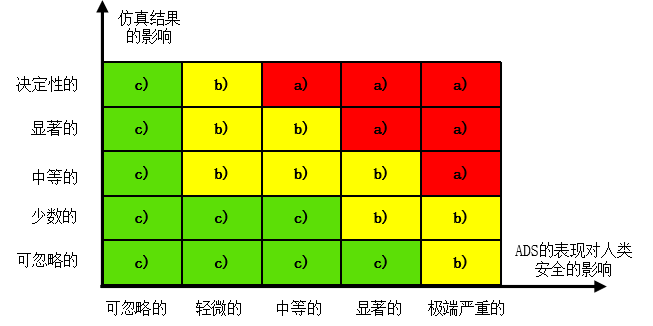 仿真结果
的影响
决定性的 c) b) a) a) a)
显著的 c) b) b) a) a)
中等的 c) b) b) b) a)
少数的 c) c) c) b) b)
可忽略的 c) c) c) c) b)
ADS的表现对人类
安全的影响
可忽略的 轻微的 中等的 显著的 极端严重的